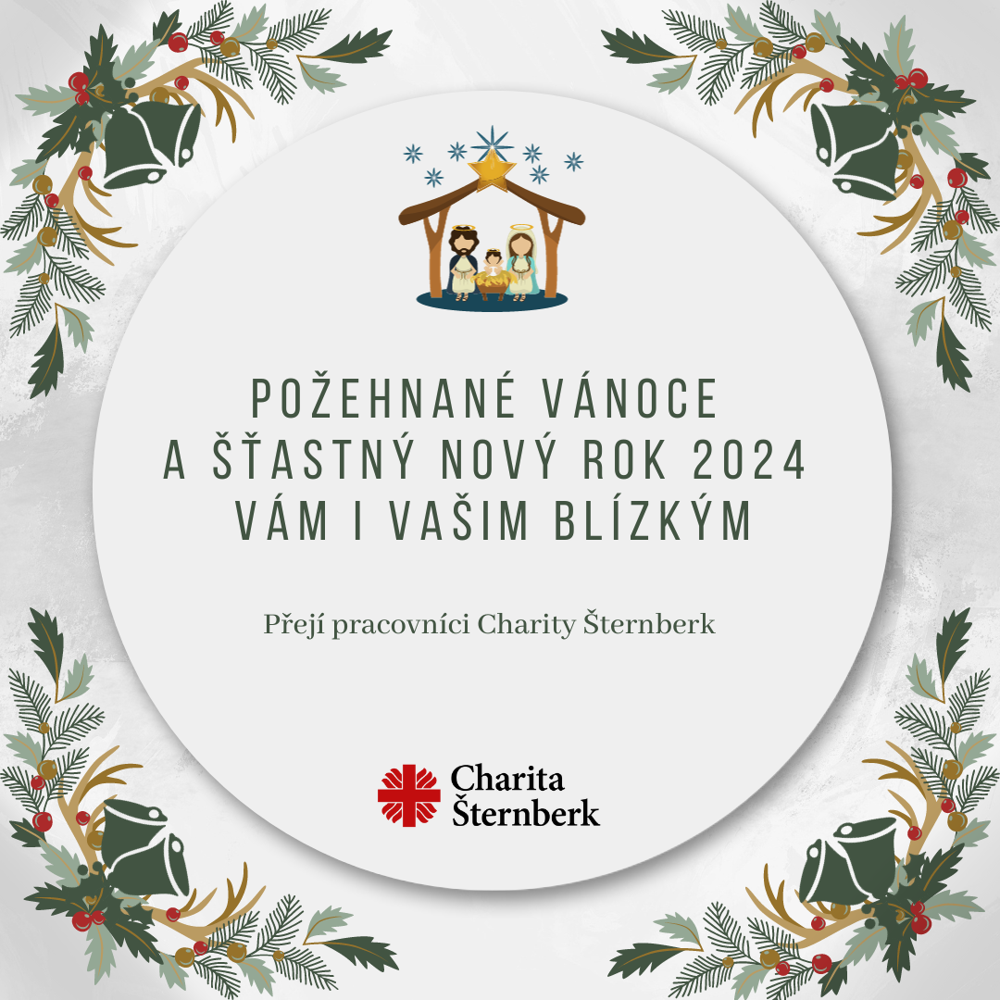 POŽEHNANÉ VÁNOCE
A ŠŤASTNÝ NOVÝ ROK 2024
VÁM I VAŠIM BLÍZKÝM
Přejí pracovníci Charity Šternberk
Charita
Šternberk